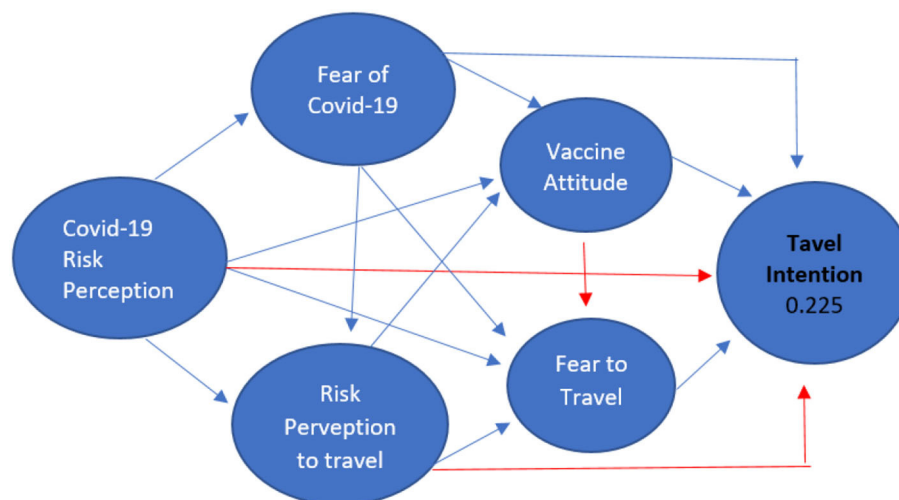 Fear of
Covid-19
Vaccine
Attitude
Covid-19
Risk
Perception
Tavel
Intention
0.225
Fear to
Travel
Risk
Perveption
to travel